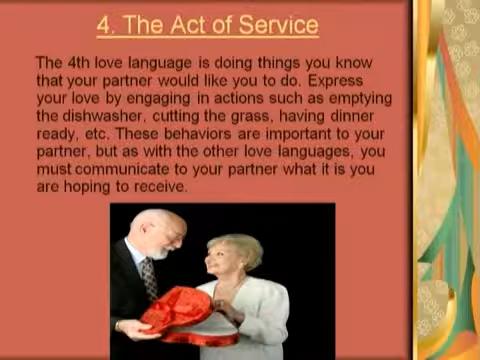 4. The Act of Service
The 4th love language is doing things you know
that your partner would like you to do. Express
your love by engaging in actions such as emptying
the dishwasher, cutting the grass, having dinner
ready, etc. These behaviors are important to your
partner, but as with the other love languages, you
must communicate to your partner what it is you
are hoping to receive.